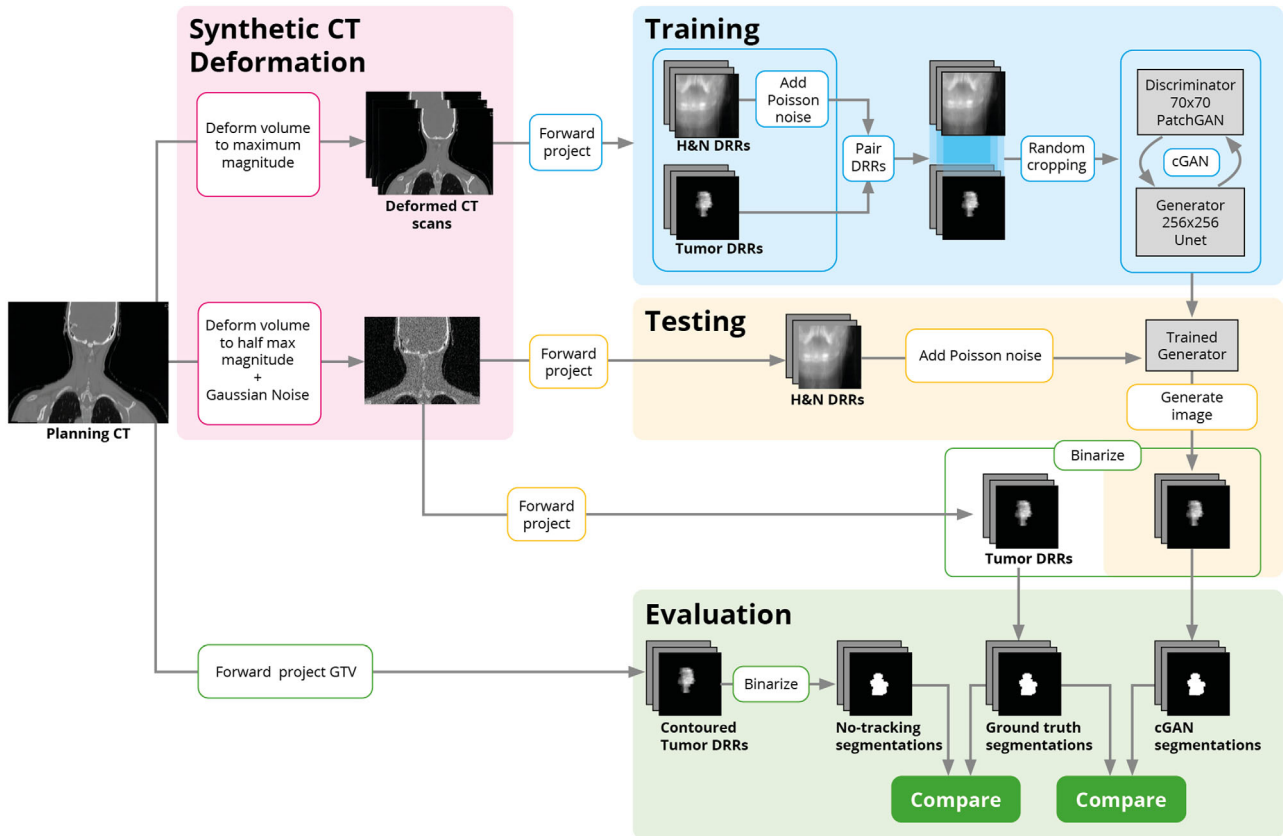 Synthetic CT
Deformation
Deform volume
to maximum
magnitude
Deformed CT
scans
Forward
project
Training
H&N DRRs
Add
Poisson
noise
Tumor DRRs
Pair
DRRs
Random
cropping
Discriminator
70x70
PatchGAN
cGAN
Generator
256x256
Unet
Planning CT
Deform volume
to half max
magnitude
+
Gaussian Noise
Forward
project
Testing
H&N DRRs
Add Poisson noise
Trained
Generator
Generate
image
Binarize
Forward
project
Tumor DRRs
Evaluation
Forward project GTV
Contoured
Tumor DRRs
Binarize
No-tracking
segmentations
Ground truth
segmentations
cGAN
segmentations
Compare
Compare